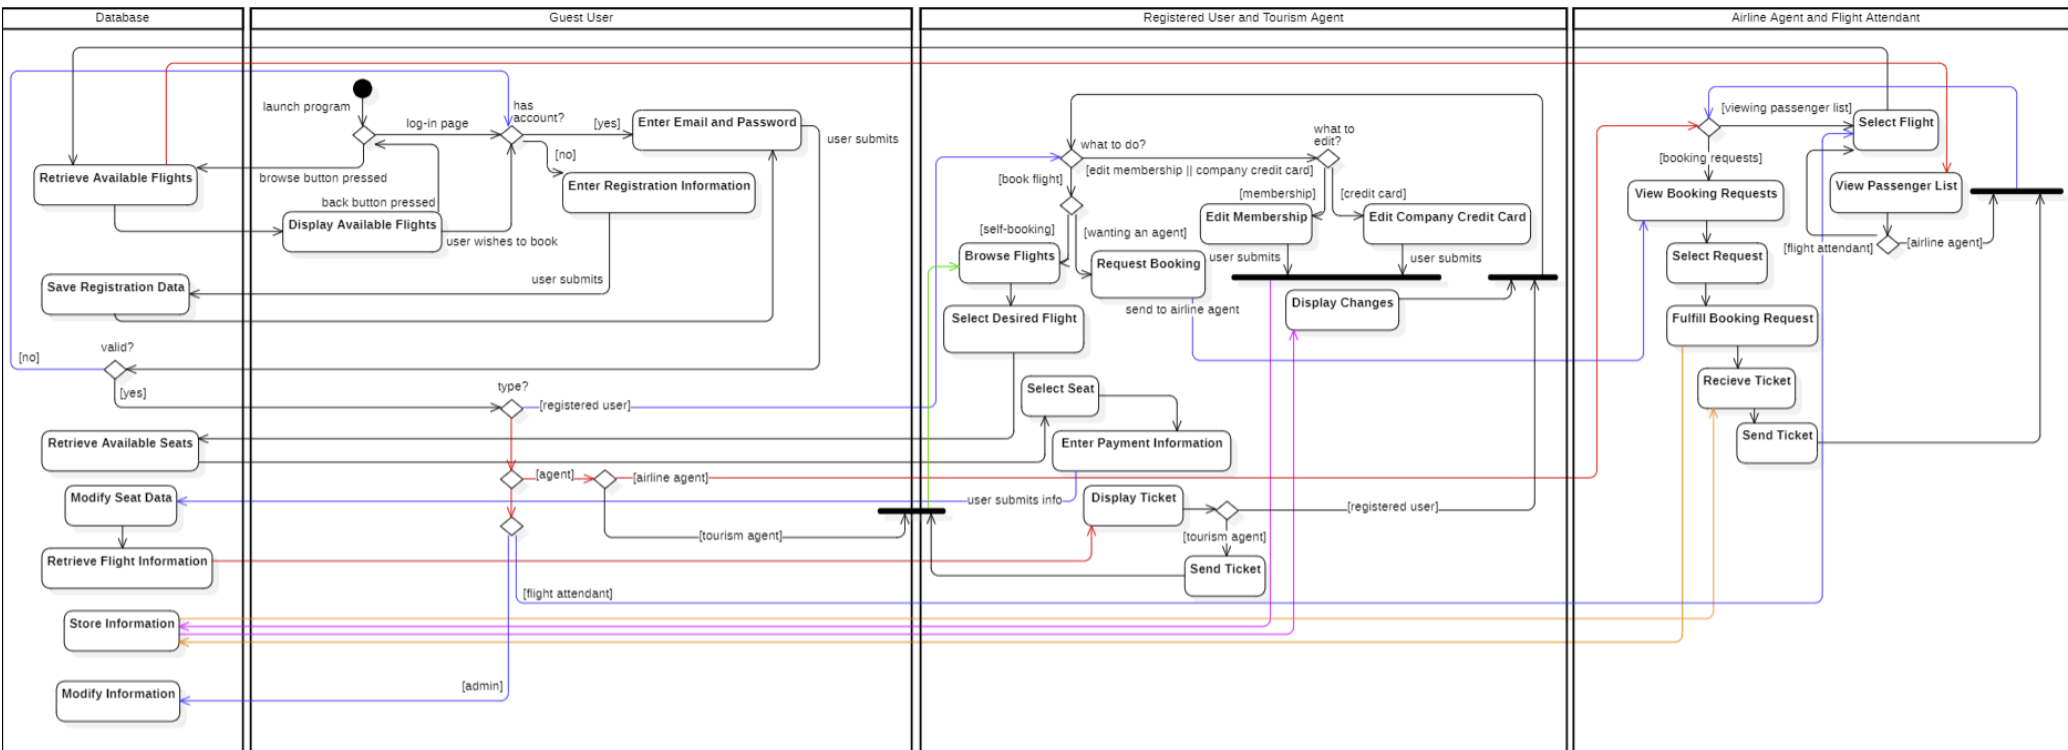 Database
Guest User
Registered User and Tourism Agent
Airline Agent and Flight Attendant
launch program
log-in page
has
account?
[yes]
Enter Email and Password
user submits
[no]
Enter Registration Information
Retrieve Available Flights
browse button pressed
back button pressed
Display Available Flights
user wishes to book
user submits
Save Registration Data
valid?
[no]
[yes]
type?
[registered user]
Retrieve Available Seats
[agent]
[airline agent]
Modify Seat Data
[tourism agent]
Retrieve Flight Information
[flight attendant]
Store Information
[admin]
Modify Information
what to do?
what to
edit?
[edit membership || company credit card]
[book flight]
[membership]
[credit card]
Edit Membership
Edit Company Credit Card
[self-booking]
[wanting an agent]
Browse Flights
Request Booking
user submits
user submits
Display Changes
send to airline agent
Select Desired Flight
Select Seat
Enter Payment Information
user submits info
Display Ticket
[registered user]
[tourism agent]
Send Ticket
[viewing passenger list]
Select Flight
[booking requests]
View Booking Requests
View Passenger List
[flight attendant]
[airline agent]
Select Request
Fulfill Booking Request
Recieve Ticket
Send Ticket